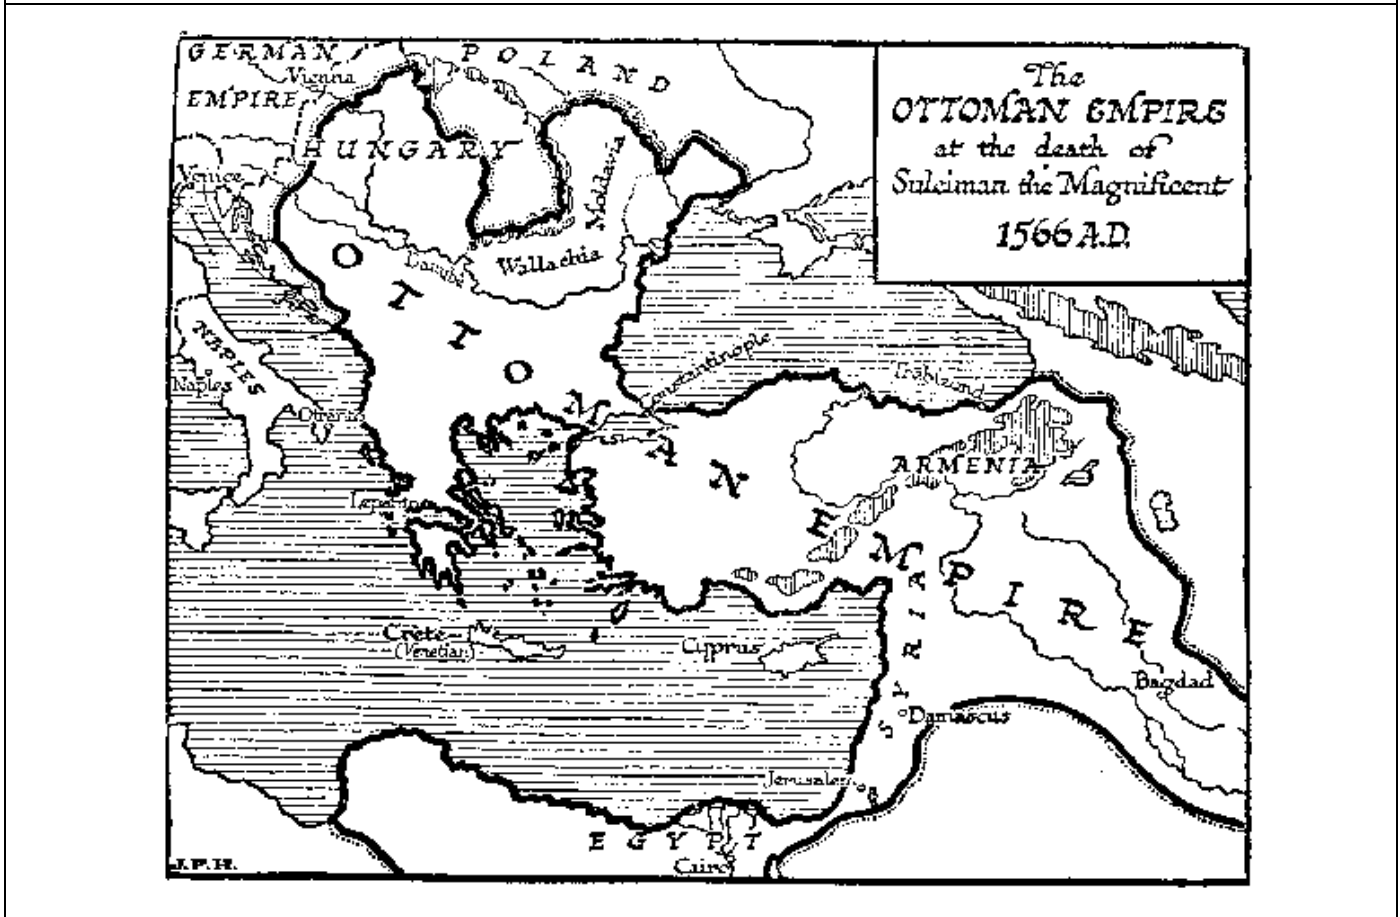 The
OTTOMAN EMPIRE
at the death of
Suleiman the Magnificent
1566 A.D.
GERMAN
EMPIRE
Vienna
POLAND
HUNGARY
Venice
Moldavia
Danube
Wallachia
OTTOMAN EMPIRE
NAPLES
Naples
Otranto
Constantinople
Trebizond
ARMENIA
Lepanto
Crete
(Venetian)
Cyprus
SYRIA
Bagdad
Damascus
Jerusalem
EGYPT
Cairo
J.F.H.